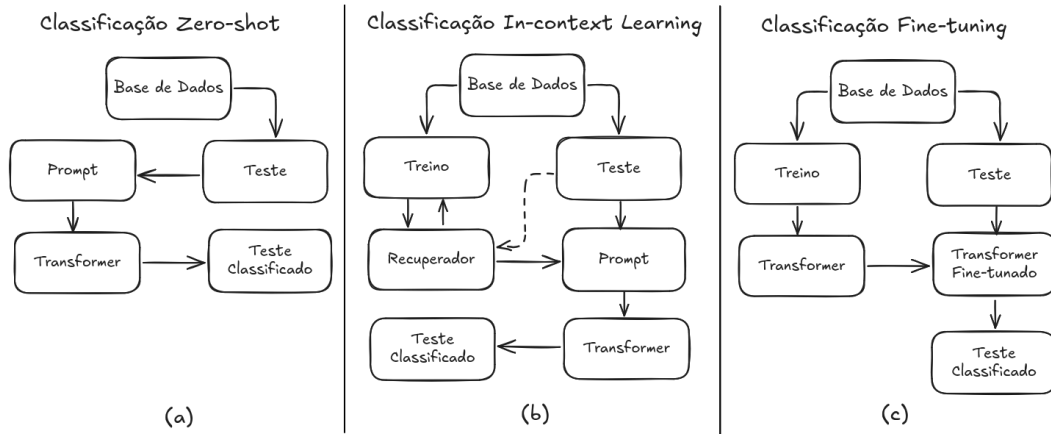 Classificação Zero-shot
Base de Dados
Prompt
Teste
Transformer
Teste
Classificado
(a)
Classificação In-context Learning
Base de Dados
Treino
Teste
Recuperador
Prompt
Teste
Classificado
Transformer
(b)
Classificação Fine-tuning
Base de Dados
Treino
Teste
Transformer
Transformer
Fine-tunado
Teste
Classificado
(c)